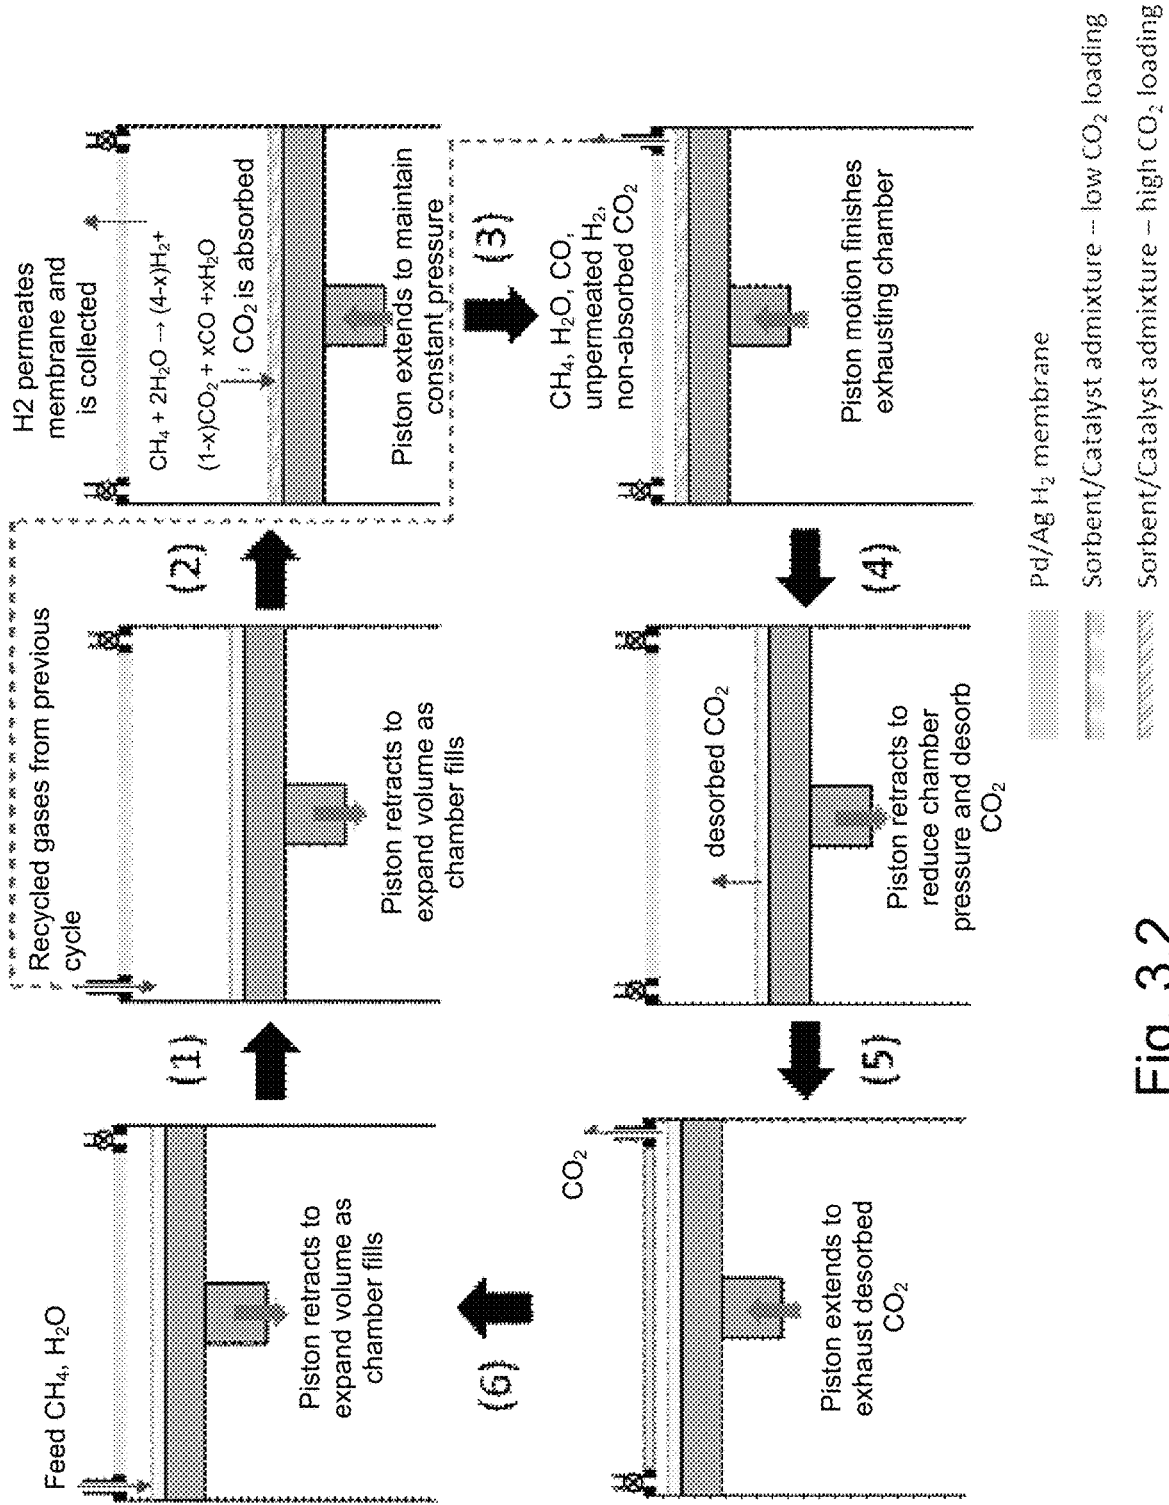 Feed CH₄, H₂O
Piston retracts to
expand volume as
chamber fills
(1)
Recycled gases from previous
cycle
Piston retracts to
expand volume as
chamber fills
(2)
H2 permeates
membrane and
is collected
CH₄ + 2H₂O → (4-x)H₂+
(1-x)CO₂ + xCO +xH₂O
CO₂ is absorbed
Piston extends to maintain
constant pressure
(3)
CH₄, H₂O, CO,
unpermeated H₂,
non-absorbed CO₂
Piston motion finishes
exhausting chamber
(4)
desorbed CO₂
Piston retracts to
reduce chamber
pressure and desorb
CO₂
(5)
CO₂
Piston extends to
exhaust desorbed
CO₂
(6)
Pd/Ag H₂ membrane
Sorbent/Catalyst admixture – low CO₂ loading
Sorbent/Catalyst admixture – high CO₂ loading
Fig. 3.2